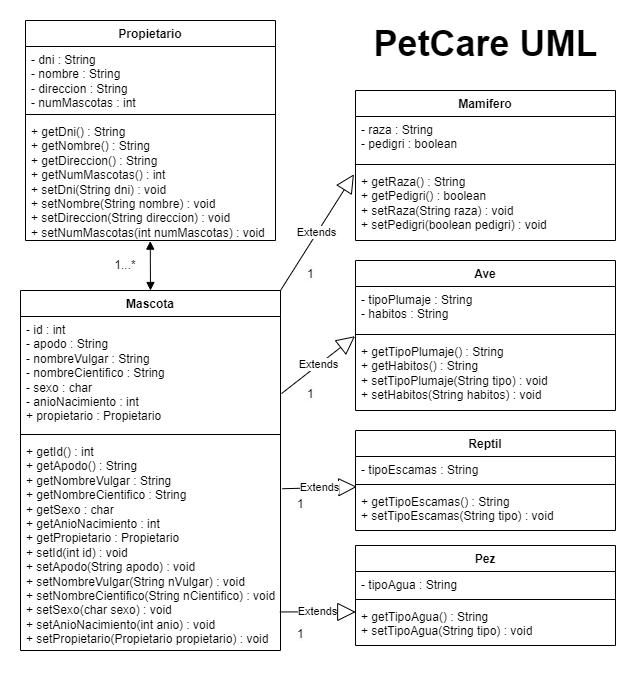 PetCare UML
Propietario
- dni : String
- nombre : String
- direccion : String
- numMascotas : int
+ getDni() : String
+ getNombre() : String
+ getDireccion() : String
+ getNumMascotas() : int
+ setDni(String dni) : void
+ setNombre(String nombre) : void
+ setDireccion(String direccion) : void
+ setNumMascotas(int numMascotas) : void
1...*
Mascota
- id : int
- apodo : String
- nombreVulgar : String
- nombreCientifico : String
- sexo : char
- anioNacimiento : int
+ propietario : Propietario
+ getId() : int
+ getApodo() : String
+ getNombreVulgar : String
+ getNombreCientifico : String
+ getSexo : char
+ getAnioNacimiento : int
+ getPropietario : Propietario
+ setId(int id) : void
+ setApodo(String apodo) : void
+ setNombreVulgar(String nVulgar) : void
+ setNombreCientifico(String nCientifico) : void
+ setSexo(char sexo) : void
+ setAnioNacimiento(int anio) : void
+ setPropietario(Propietario propietario) : void
Extends
1
Extends
1
Extends
1
Extends
1
Mamifero
- raza : String
- pedigri : boolean
+ getRaza() : String
+ getPedigri() : boolean
+ setRaza(String raza) : void
+ setPedigri(boolean pedigri) : void
Ave
- tipoPlumaje : String
- habitos : String
+ getTipoPlumaje() : String
+ getHabitos() : String
+ setTipoPlumaje(String tipo) : void
+ setHabitos(String habitos) : void
Reptil
- tipoEscamas : String
+ getTipoEscamas() : String
+ setTipoEscamas(String tipo) : void
Pez
- tipoAgua : String
+ getTipoAgua() : String
+ setTipoAgua(String tipo) : void